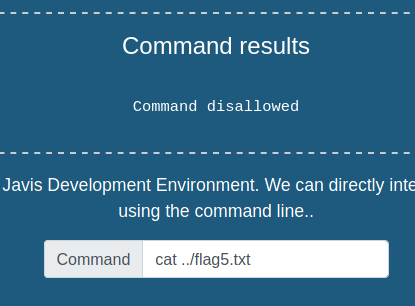 Command results
Command disallowed
Javis Development Environment. We can directly inte
using the command line..
Command cat ../flag5.txt